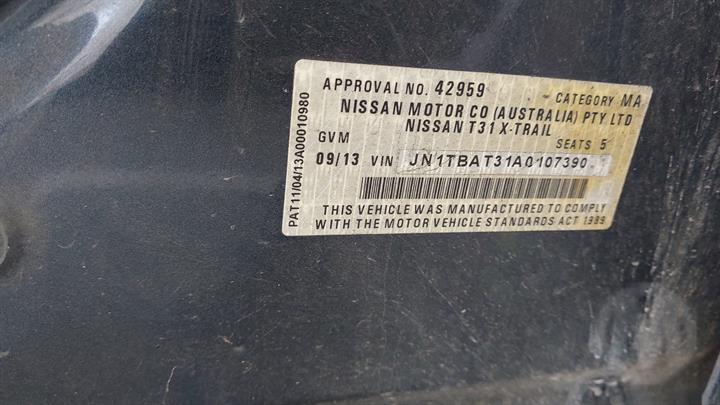 APPROVAL NO. 42959 CATEGORY MA
NISSAN MOTOR CO (AUSTRALIA) PTY LTD
NISSAN T31 X-TRAIL
GVM SEATS 5
09/13 VIN JN1TBAT31A0107390
THIS VEHICLE WAS MANUFACTURED TO COMPLY
WITH THE MOTOR VEHICLE STANDARDS ACT 1989
PAT11/04/13A00010980